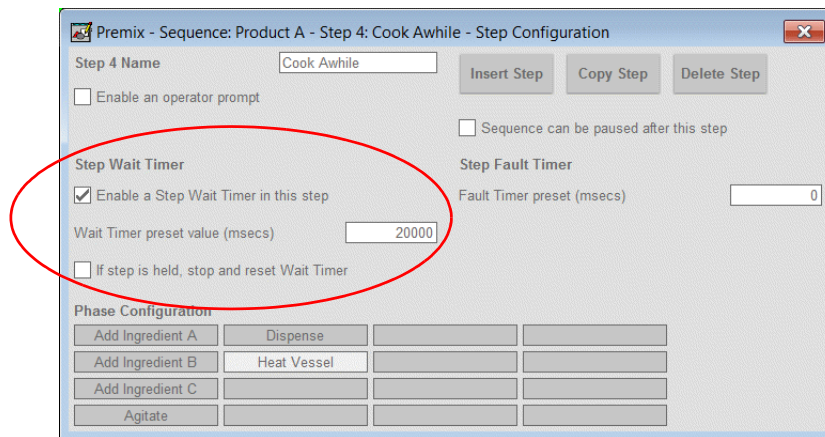 Premix - Sequence: Product A - Step 4: Cook Awhile - Step Configuration
Step 4 Name Cook Awhile Insert Step Copy Step Delete Step
Enable an operator prompt
Sequence can be paused after this step
Step Wait Timer Step Fault Timer
Enable a Step Wait Timer in this step Fault Timer preset (msecs) 0
Wait Timer preset value (msecs) 20000
If step is held, stop and reset Wait Timer
Phase Configuration
Add Ingredient A Dispense
Add Ingredient B Heat Vessel
Add Ingredient C
Agitate